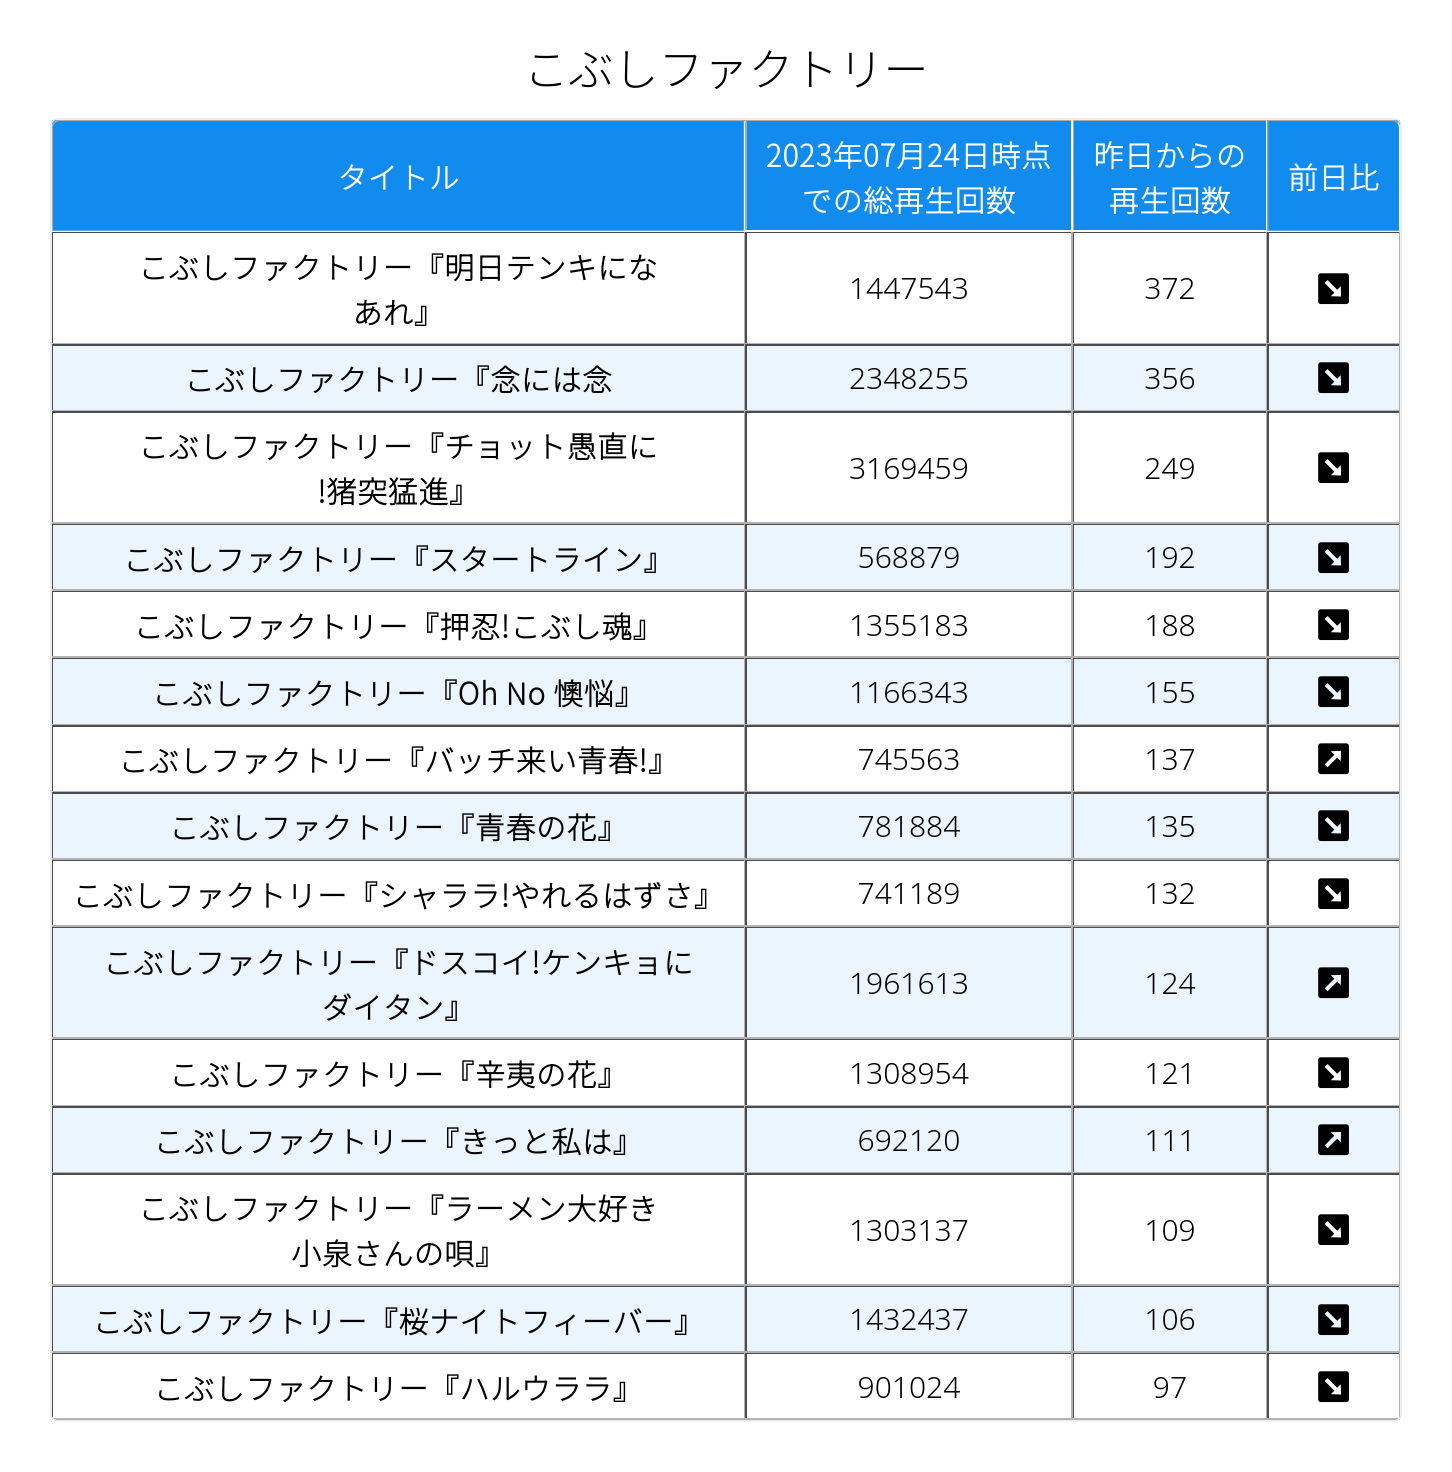 こぶしファクトリー
タイトル
2023年07月24日時点
での総再生回数
昨日からの
再生回数
前日比
こぶしファクトリー『明日テンキにな
あれ』
1447543
372
↘
こぶしファクトリー『念には念
2348255
356
↘
こぶしファクトリー『チョット愚直に
!猪突猛進』
3169459
249
↘
こぶしファクトリー『スタートライン』
568879
192
↘
こぶしファクトリー『押忍!こぶし魂』
1355183
188
↘
こぶしファクトリー『Oh No 懊悩』
1166343
155
↘
こぶしファクトリー『バッチ来い青春!』
745563
137
↗
こぶしファクトリー『青春の花』
781884
135
↘
こぶしファクトリー『シャララ!やれるはずさ』
741189
132
↘
こぶしファクトリー『ドスコイ!ケンキョに
ダイタン』
1961613
124
↗
こぶしファクトリー『辛夷の花』
1308954
121
↘
こぶしファクトリー『きっと私は』
692120
111
↗
こぶしファクトリー『ラーメン大好き
小泉さんの唄』
1303137
109
↘
こぶしファクトリー『桜ナイトフィーバー』
1432437
106
↘
こぶしファクトリー『ハルウララ』
901024
97
↘